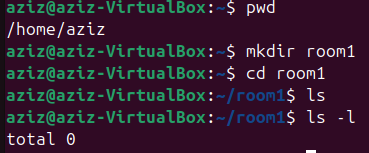 aziz@aziz-VirtualBox:~$ pwd
/home/aziz
aziz@aziz-VirtualBox:~$ mkdir room1
aziz@aziz-VirtualBox:~$ cd room1
aziz@aziz-VirtualBox:~/room1$ ls
aziz@aziz-VirtualBox:~/room1$ ls -l
total 0